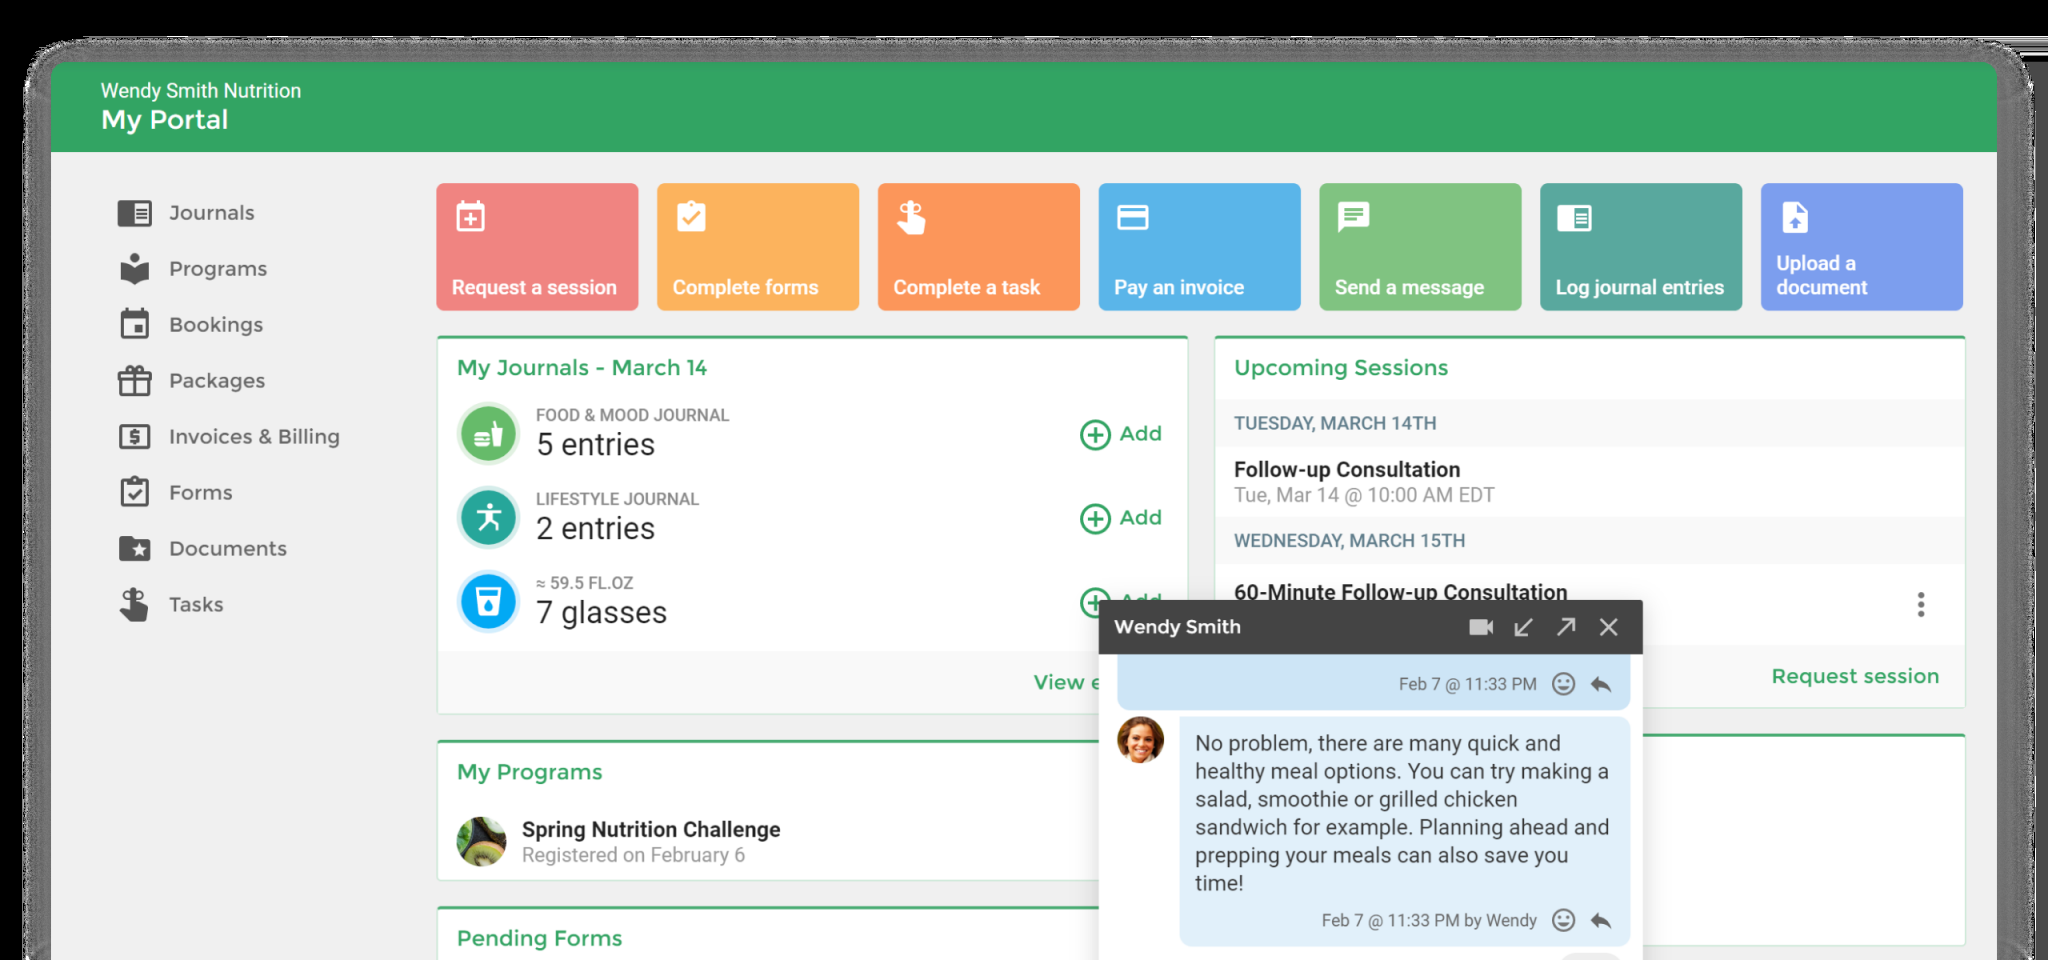 Wendy Smith Nutrition
My Portal
Journals
Programs
Bookings
Packages
Invoices & Billing
Forms
Documents
Tasks
Request a session
Complete forms
Complete a task
Pay an invoice
Send a message
Log journal entries
Upload a
document
My Journals - March 14
FOOD & MOOD JOURNAL
5 entries
Add
LIFESTYLE JOURNAL
2 entries
Add
≈ 59.5 FL.OZ
7 glasses
Add
View
My Programs
Spring Nutrition Challenge
Registered on February 6
Pending Forms
Upcoming Sessions
TUESDAY, MARCH 14TH
Follow-up Consultation
Tue, Mar 14 @ 10:00 AM EDT
WEDNESDAY, MARCH 15TH
60-Minute Follow-up Consultation
Request session
Wendy Smith
Feb 7 @ 11:33 PM
No problem, there are many quick and
healthy meal options. You can try making a
salad, smoothie or grilled chicken
sandwich for example. Planning ahead and
prepping your meals can also save you
time!
Feb 7 @ 11:33 PM by Wendy